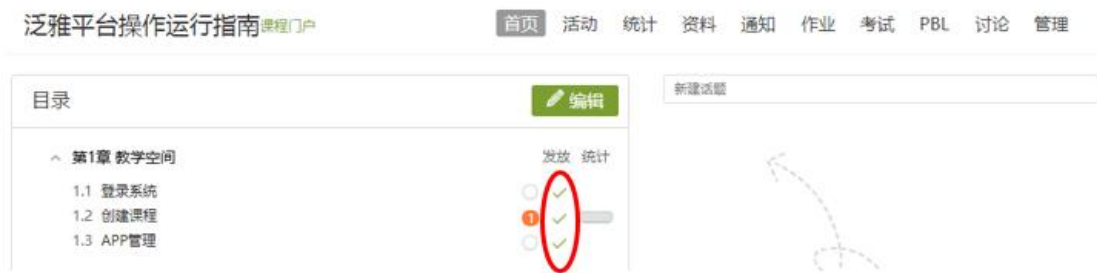 泛雅平台操作运行指南课程门户 首页 活动 统计 资料 通知 作业 考试 PBL 讨论 管理
目录 编辑
新建话题
第1章 教学空间 发放 统计
1.1 登录系统
1.2 创建课程 1
1.3 APP管理